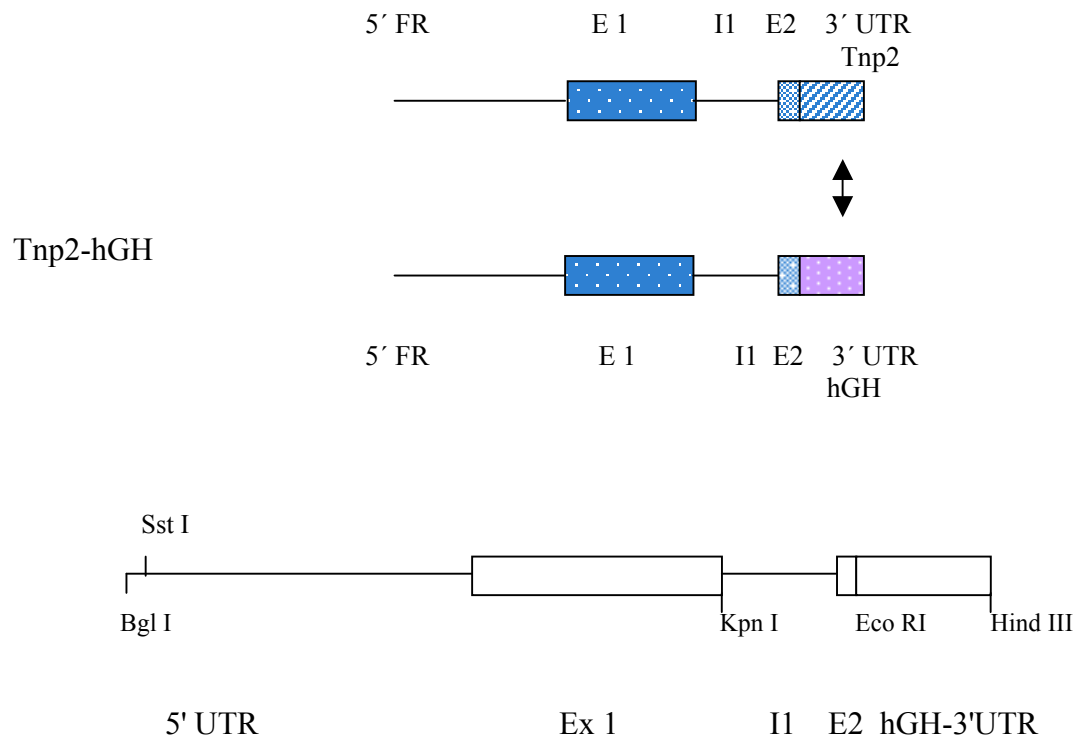 5´ FR E 1 I1 E2 3´ UTR
Tnp2
Tnp2-hGH
5´ FR E 1 I1 E2 3´ UTR
hGH
Sst I
Bgl I Kpn I Eco RI Hind III
5' UTR Ex 1 I1 E2 hGH-3'UTR